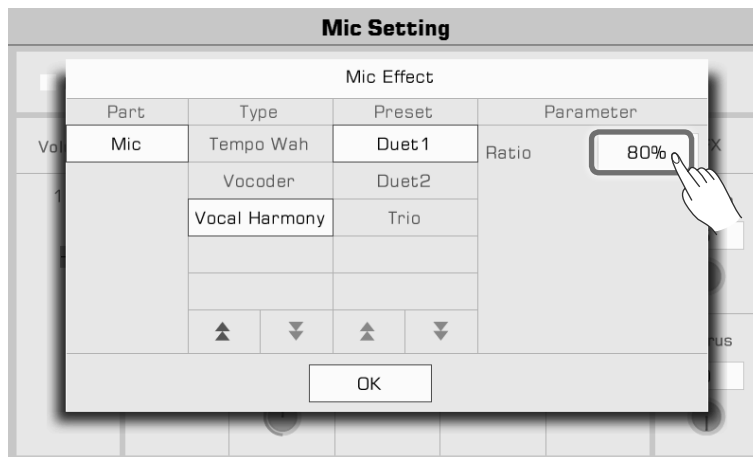 Mic Setting
Mic Effect
Part Type Preset Parameter
Mic Tempo Wah Duet1 Ratio 80%
Vocoder Duet2
Vocal Harmony Trio
OK